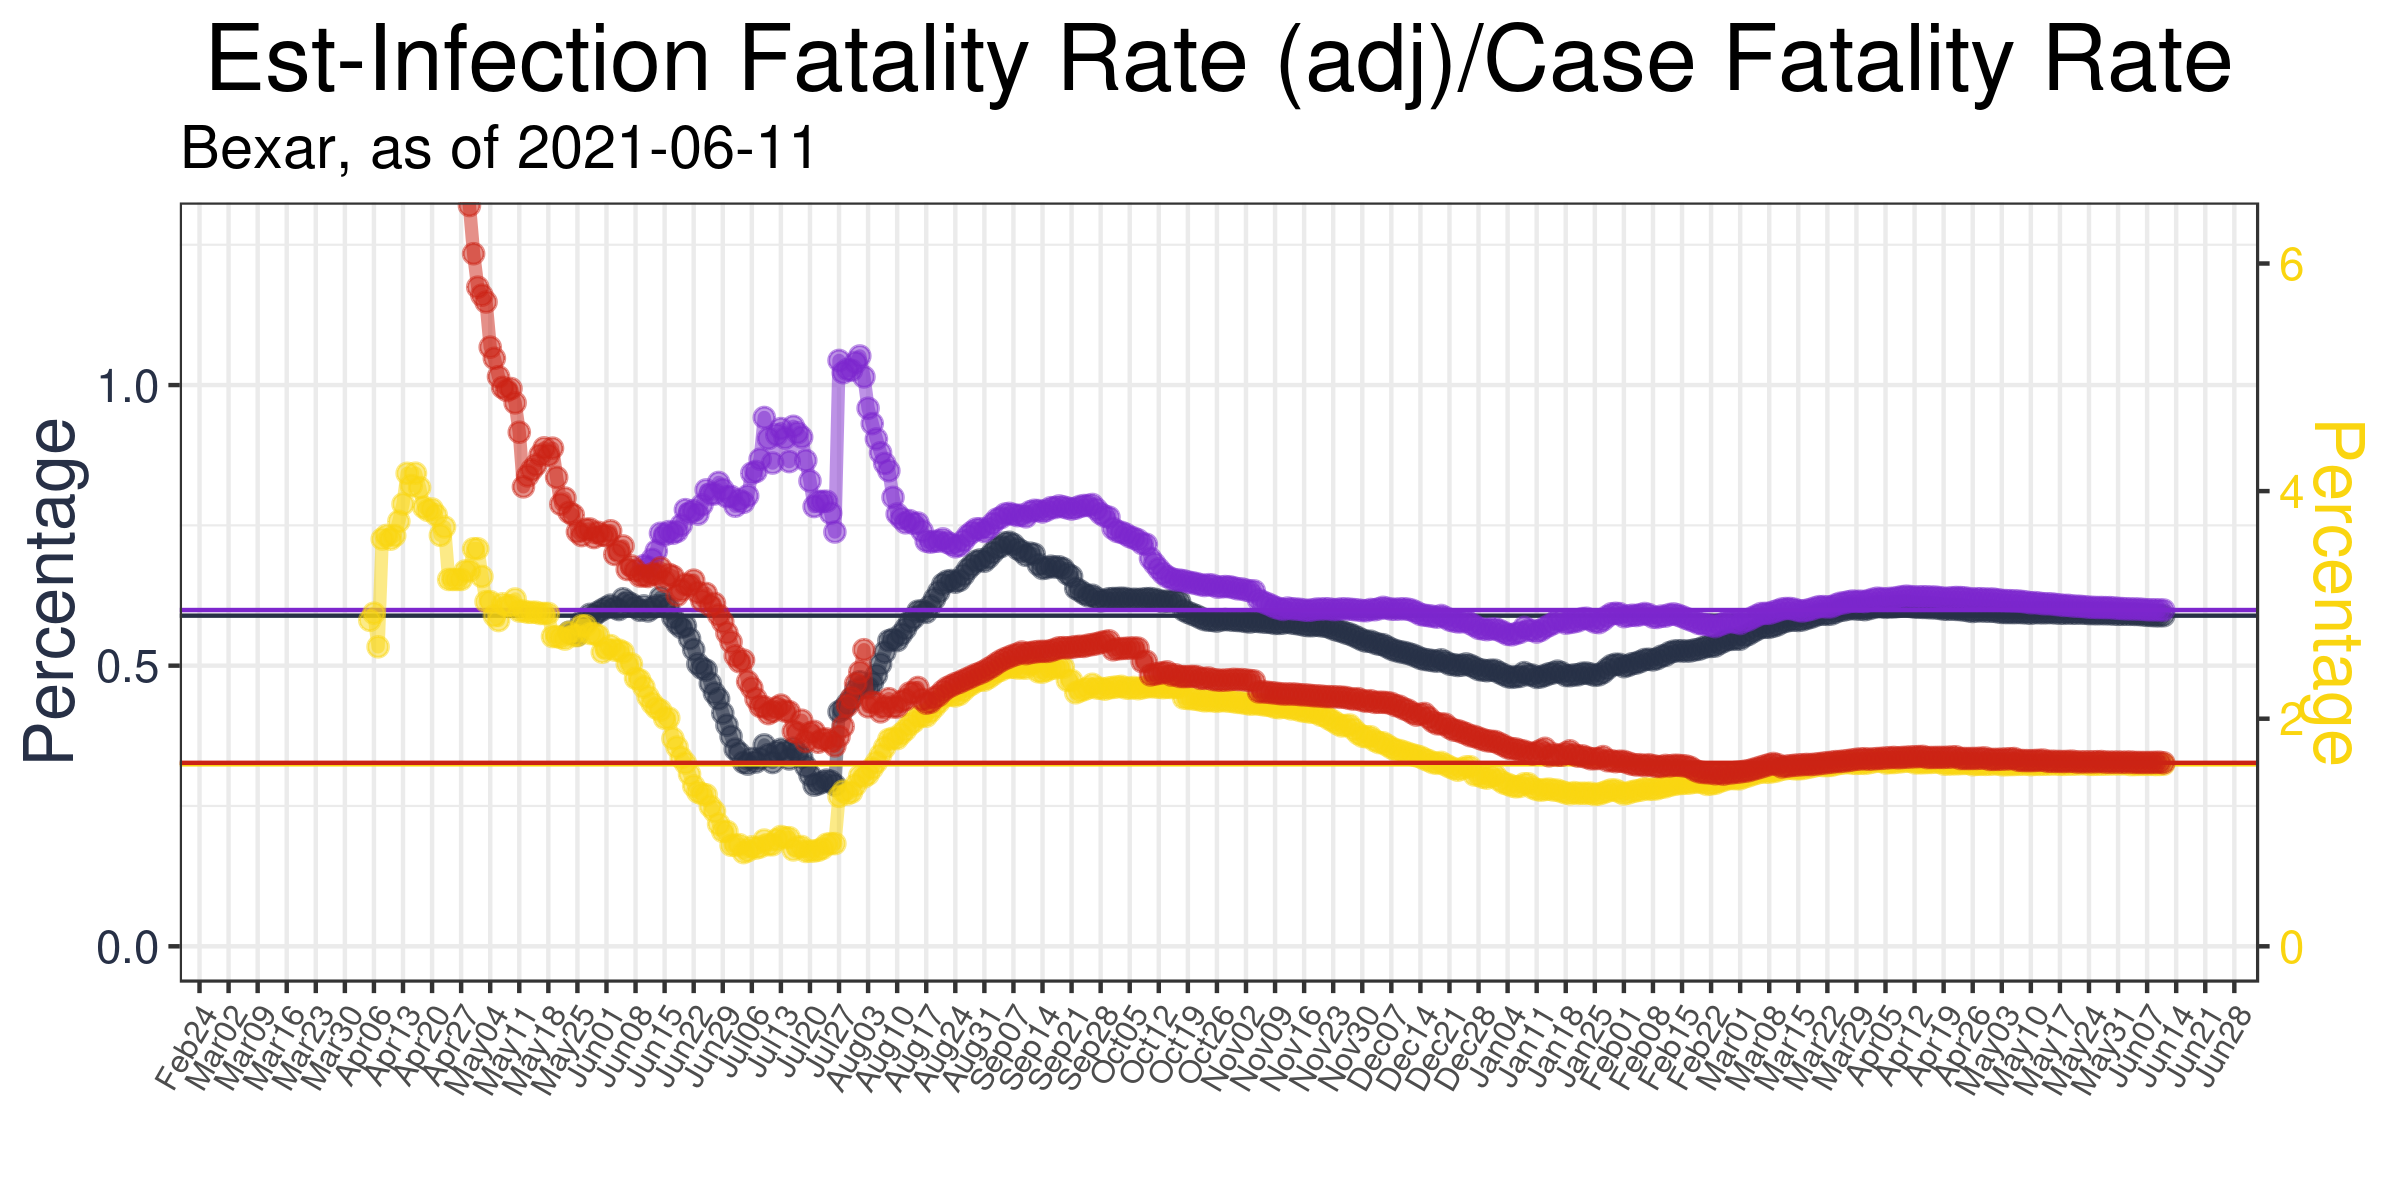 Est-Infection Fatality Rate (adj)/Case Fatality Rate
Bexar, as of 2021-06-11
Percentage
1.0
0.5
0.0
6
4
2
0
Percentage
Feb24
Mar02
Mar09
Mar16
Mar23
Mar30
Apr06
Apr13
Apr20
Apr27
May04
May11
May18
May25
Jun01
Jun08
Jun15
Jun22
Jun29
Jul06
Jul13
Jul20
Jul27
Aug03
Aug10
Aug17
Aug24
Aug31
Sep07
Sep14
Sep21
Sep28
Oct05
Oct12
Oct19
Oct26
Nov02
Nov09
Nov16
Nov23
Nov30
Dec07
Dec14
Dec21
Dec28
Jan04
Jan11
Jan18
Jan25
Feb01
Feb08
Feb15
Feb22
Mar01
Mar08
Mar15
Mar22
Mar29
Apr05
Apr12
Apr19
Apr26
May03
May10
May17
May24
May31
Jun07
Jun14
Jun21
Jun28